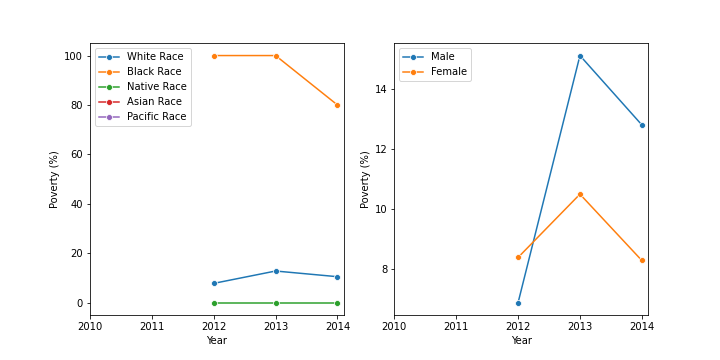 White Race
Black Race
Native Race
Asian Race
Pacific Race
100
80
60
40
20
0
Poverty (%)
2010 2011 2012 2013 2014
Year
Male
Female
14
12
10
8
Poverty (%)
2010 2011 2012 2013 2014
Year